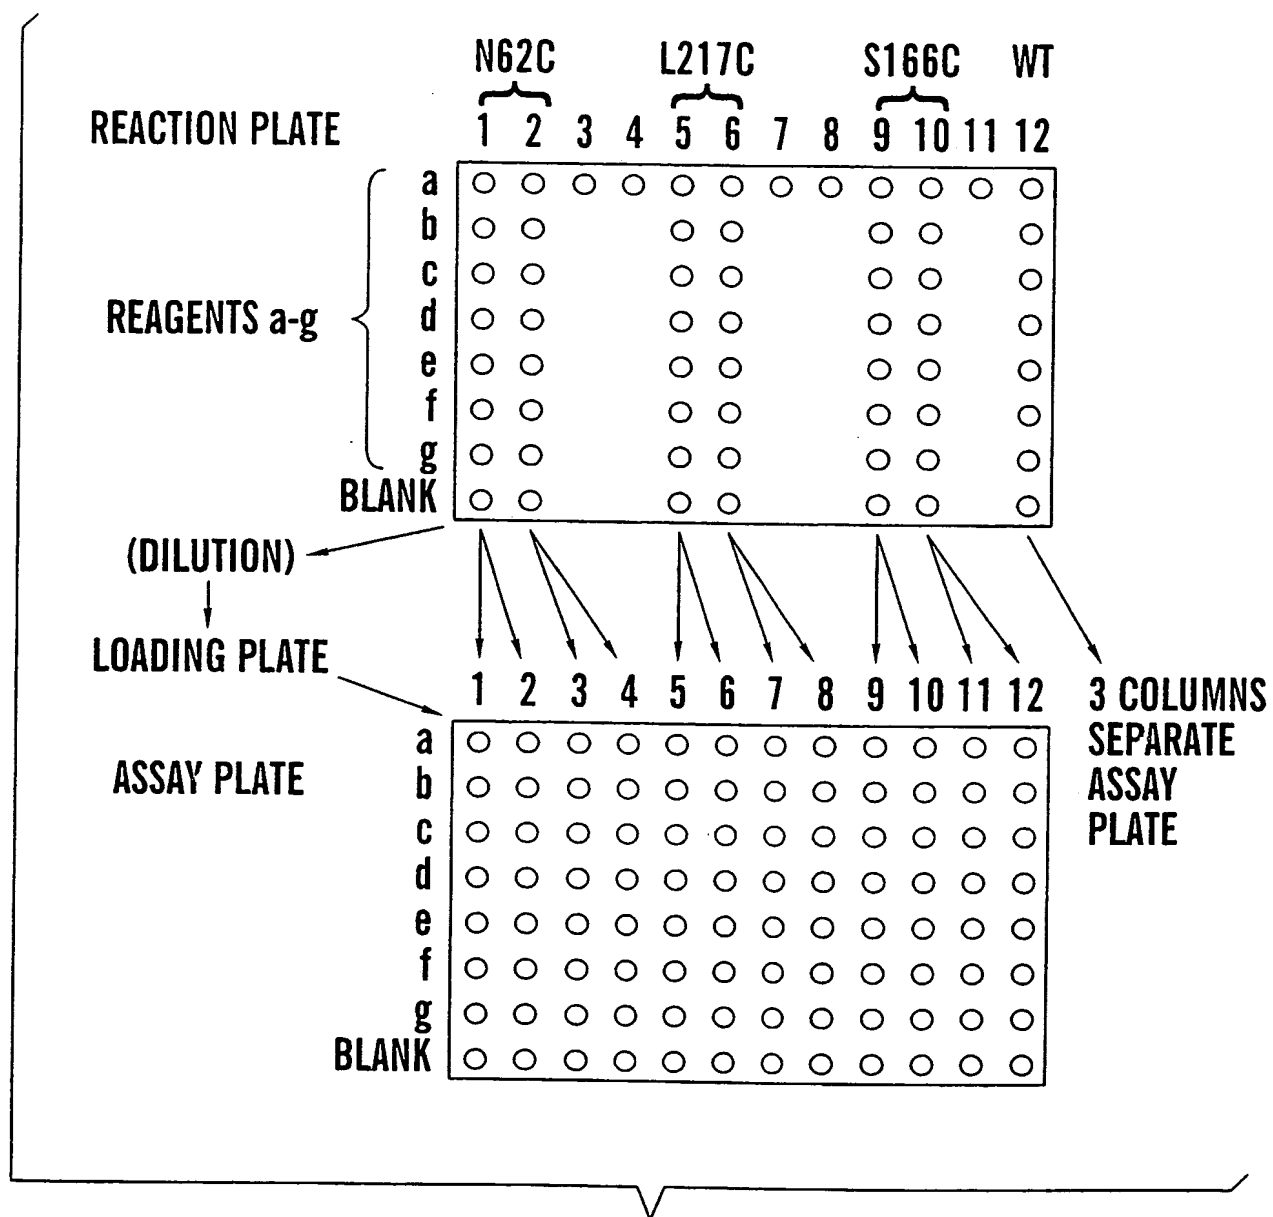 N62C L217C S166C WT
REACTION PLATE 1 2 3 4 5 6 7 8 9 10 11 12
a
b
c
REAGENTS a-g d
e
f
g
BLANK
(DILUTION)
LOADING PLATE
1 2 3 4 5 6 7 8 9 10 11 12 3 COLUMNS
SEPARATE
ASSAY
PLATE
a
ASSAY PLATE b
c
d
e
f
g
BLANK